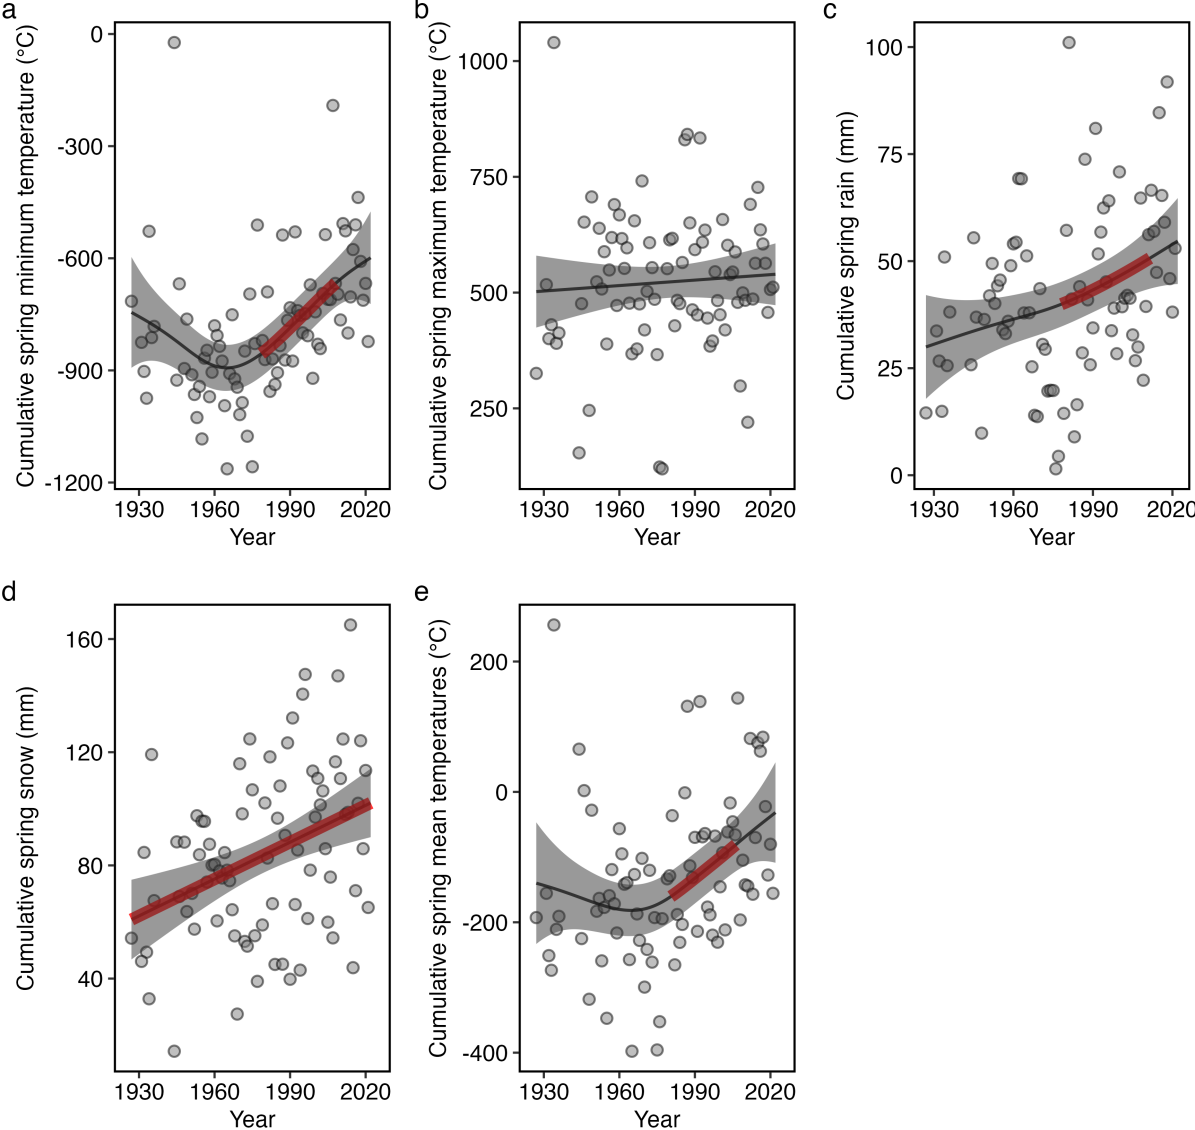 a
Cumulative spring minimum temperature (°C)
0
-300
-600
-900
-1200
1930 1960 1990 2020
Year
b
Cumulative spring maximum temperature (°C)
1000
750
500
250
1930 1960 1990 2020
Year
c
Cumulative spring rain (mm)
100
75
50
25
0
1930 1960 1990 2020
Year
d
Cumulative spring snow (mm)
160
120
80
40
1930 1960 1990 2020
Year
e
Cumulative spring mean temperatures (°C)
200
0
-200
-400
1930 1960 1990 2020
Year